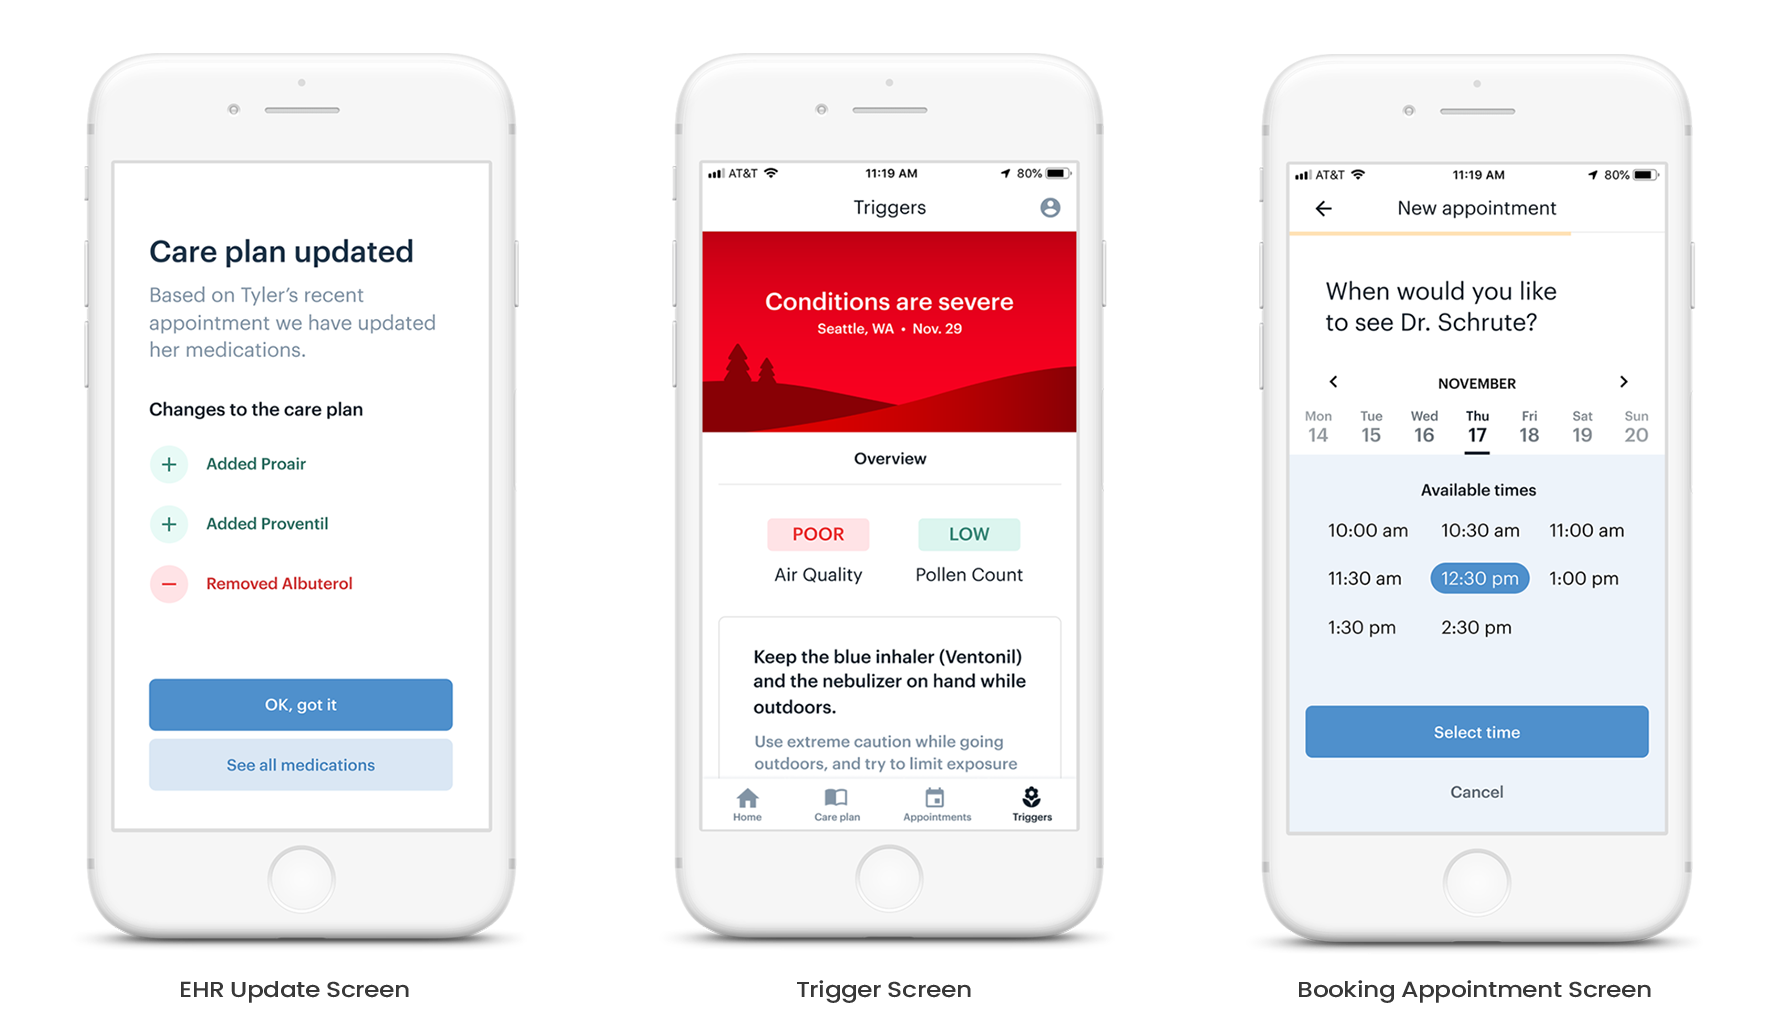 Care plan updated
Based on Tyler's recent
appointment we have updated
her medications.
Changes to the care plan
Added Proair
Added Proventil
Removed Albuterol
OK, got it
See all medications
EHR Update Screen
AT&T 11:19 AM 80%
Triggers
Conditions are severe
Seattle, WA • Nov. 29
Overview
POOR LOW
Air Quality Pollen Count
Keep the blue inhaler (Ventonil)
and the nebulizer on hand while
outdoors.
Use extreme caution while going
outdoors, and try to limit exposure
Home Care plan Appointments Triggers
Trigger Screen
AT&T 11:19 AM 80%
New appointment
When would you like
to see Dr. Schrute?
NOVEMBER
Mon Tue Wed Thu Fri Sat Sun
14 15 16 17 18 19 20
Available times
10:00 am 10:30 am 11:00 am
11:30 am 12:30 pm 1:00 pm
1:30 pm 2:30 pm
Select time
Cancel
Booking Appointment Screen